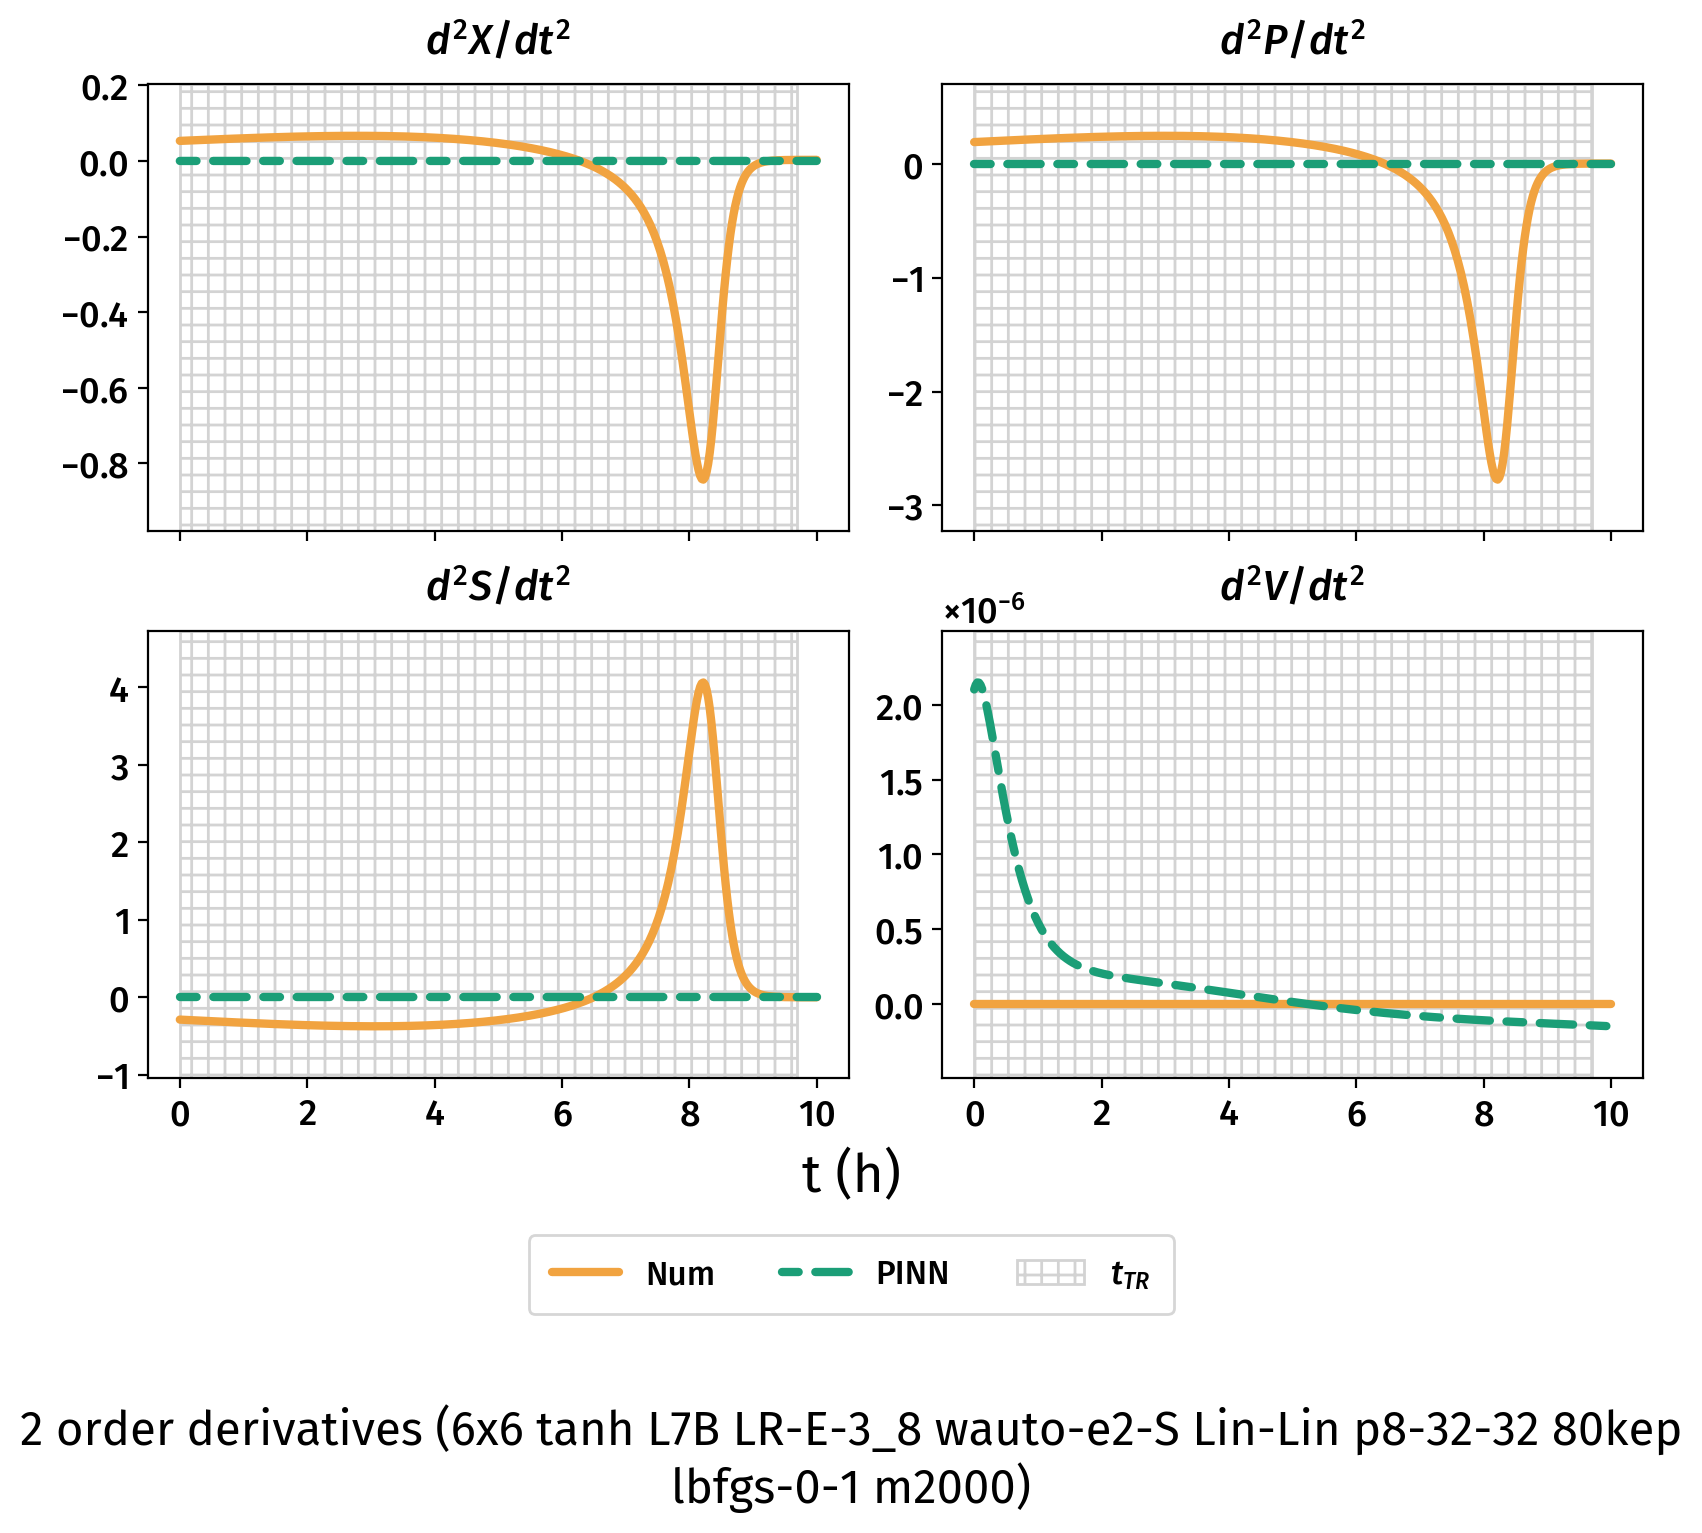 d²X/dt²
d²P/dt²
0.2
0.0
−0.2
−0.4
−0.6
−0.8
0
−1
−2
−3
d²S/dt²
d²V/dt²
×10⁻⁶
4
3
2
1
0
−1
2.0
1.5
1.0
0.5
0.0
0 2 4 6 8 10
0 2 4 6 8 10
t (h)
Num PINN t_TR
2 order derivatives (6x6 tanh L7B LR-E-3_8 wauto-e2-S Lin-Lin p8-32-32 80kep
lbfgs-0-1 m2000)